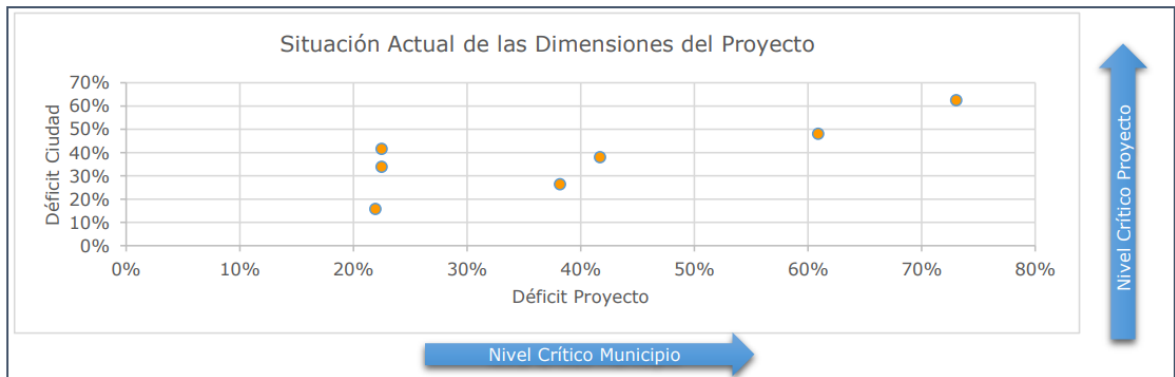 Situación Actual de las Dimensiones del Proyecto
Déficit Ciudad
70%
60%
50%
40%
30%
20%
10%
0%
0% 10% 20% 30% 40% 50% 60% 70% 80%
Déficit Proyecto
Nivel Crítico Municipio
Nivel Crítico Proyecto